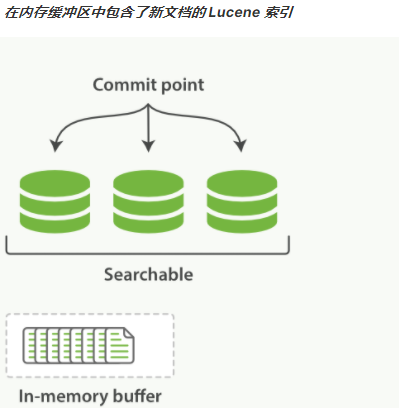 在内存缓冲区中包含了新文档的 Lucene 索引
Commit point
Searchable
In-memory buffer